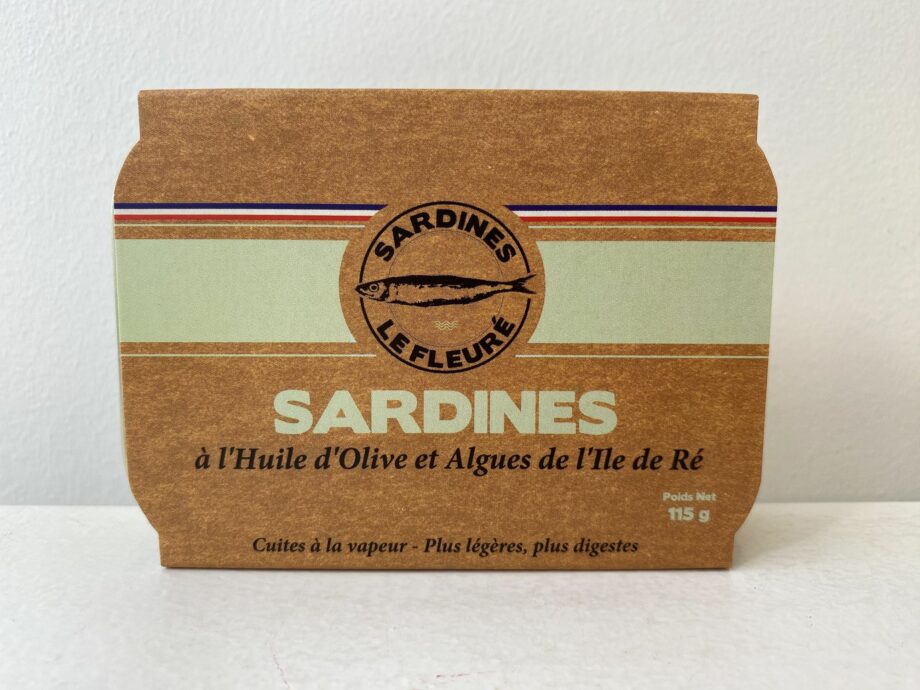 SARDINES
LE FLEURÉ
SARDINES
à l'Huile d'Olive et Algues de l'Ile de Ré
Poids Net
115 g
Cuites à la vapeur - Plus légères, plus digestes